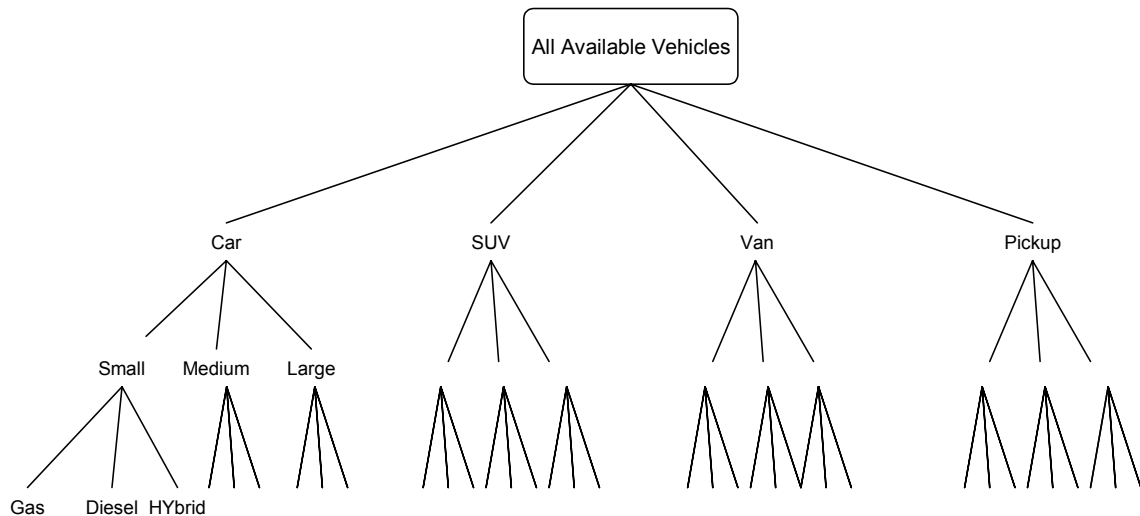 All Available Vehicles
Car SUV Van Pickup
Small Medium Large
Gas Diesel HYbrid